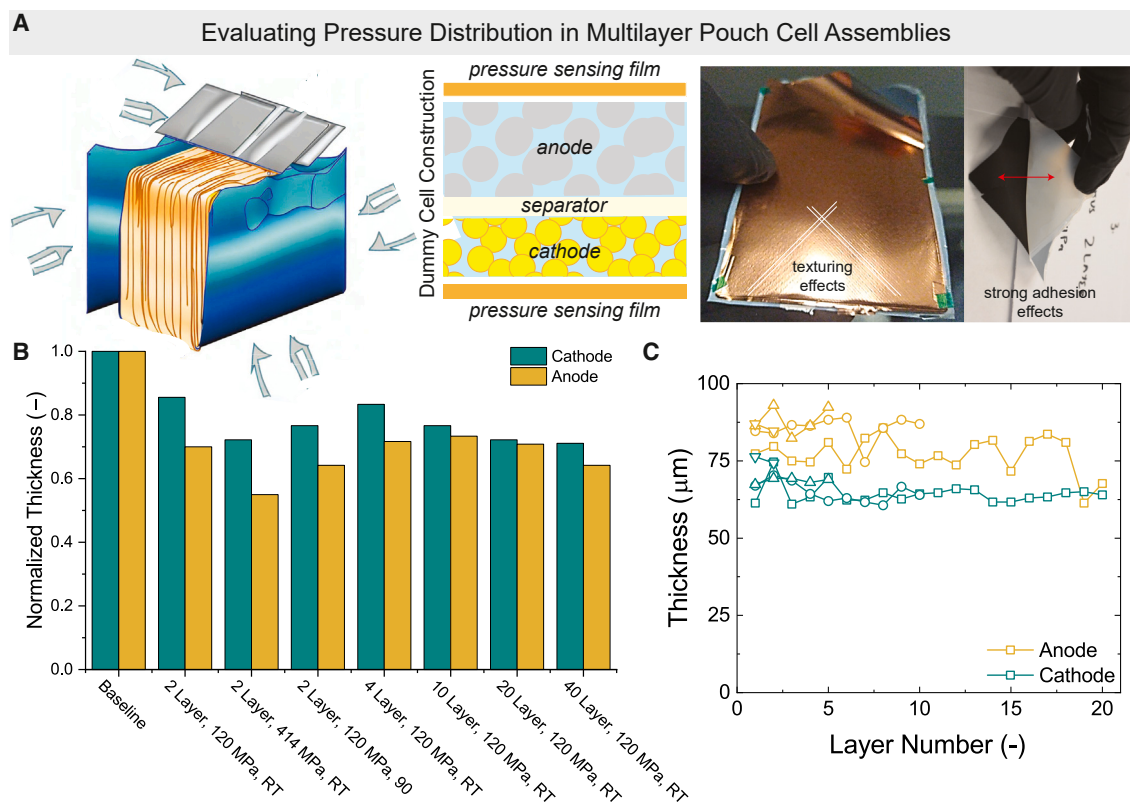 A
Evaluating Pressure Distribution in Multilayer Pouch Cell Assemblies
Dummy Cell Construction
pressure sensing film
anode
separator
cathode
pressure sensing film
texturing
effects
3.
2 LAYE
strong adhesion
effects
B
Normalized Thickness (–)
1.0
0.8
0.6
0.4
0.2
0.0
Cathode
Anode
Baseline
2 Layer, 120 MPa, RT
2 Layer, 414 MPa, RT
2 Layer, 120 MPa, 90
4 Layer, 120 MPa, RT
10 Layer, 120 MPa, RT
20 Layer, 120 MPa, RT
40 Layer, 120 MPa, RT
C
Thickness (μm)
100
75
50
25
0
Anode
Cathode
0
5
10
15
20
Layer Number (-)